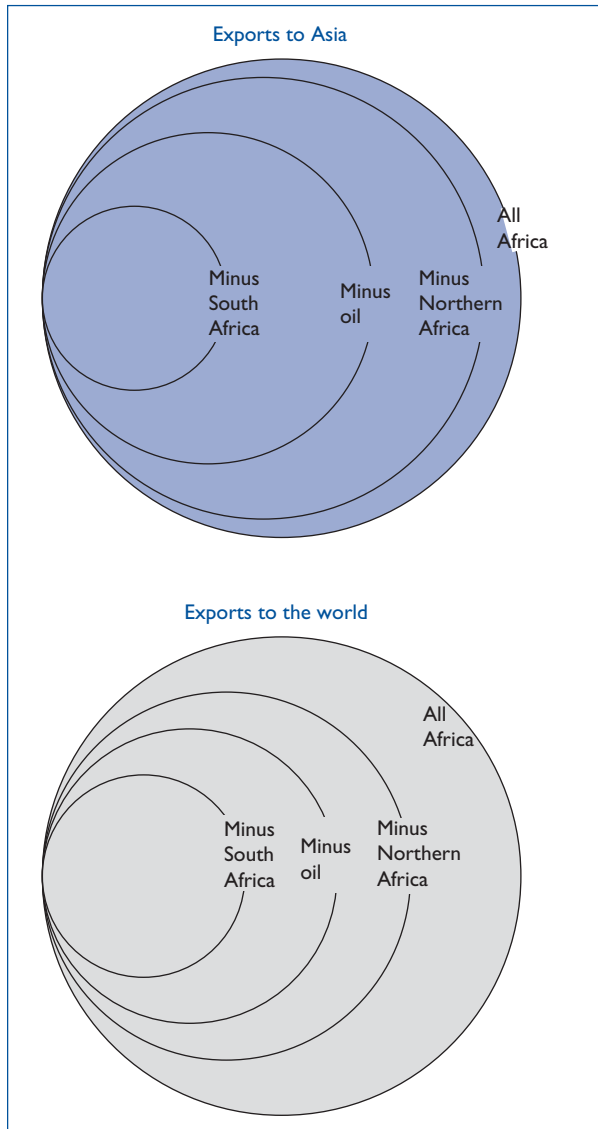 Exports to Asia
All
Africa
Minus
South
Africa
Minus
oil
Minus
Northern
Africa
Exports to the world
All
Africa
Minus
South
Africa
Minus
oil
Minus
Northern
Africa